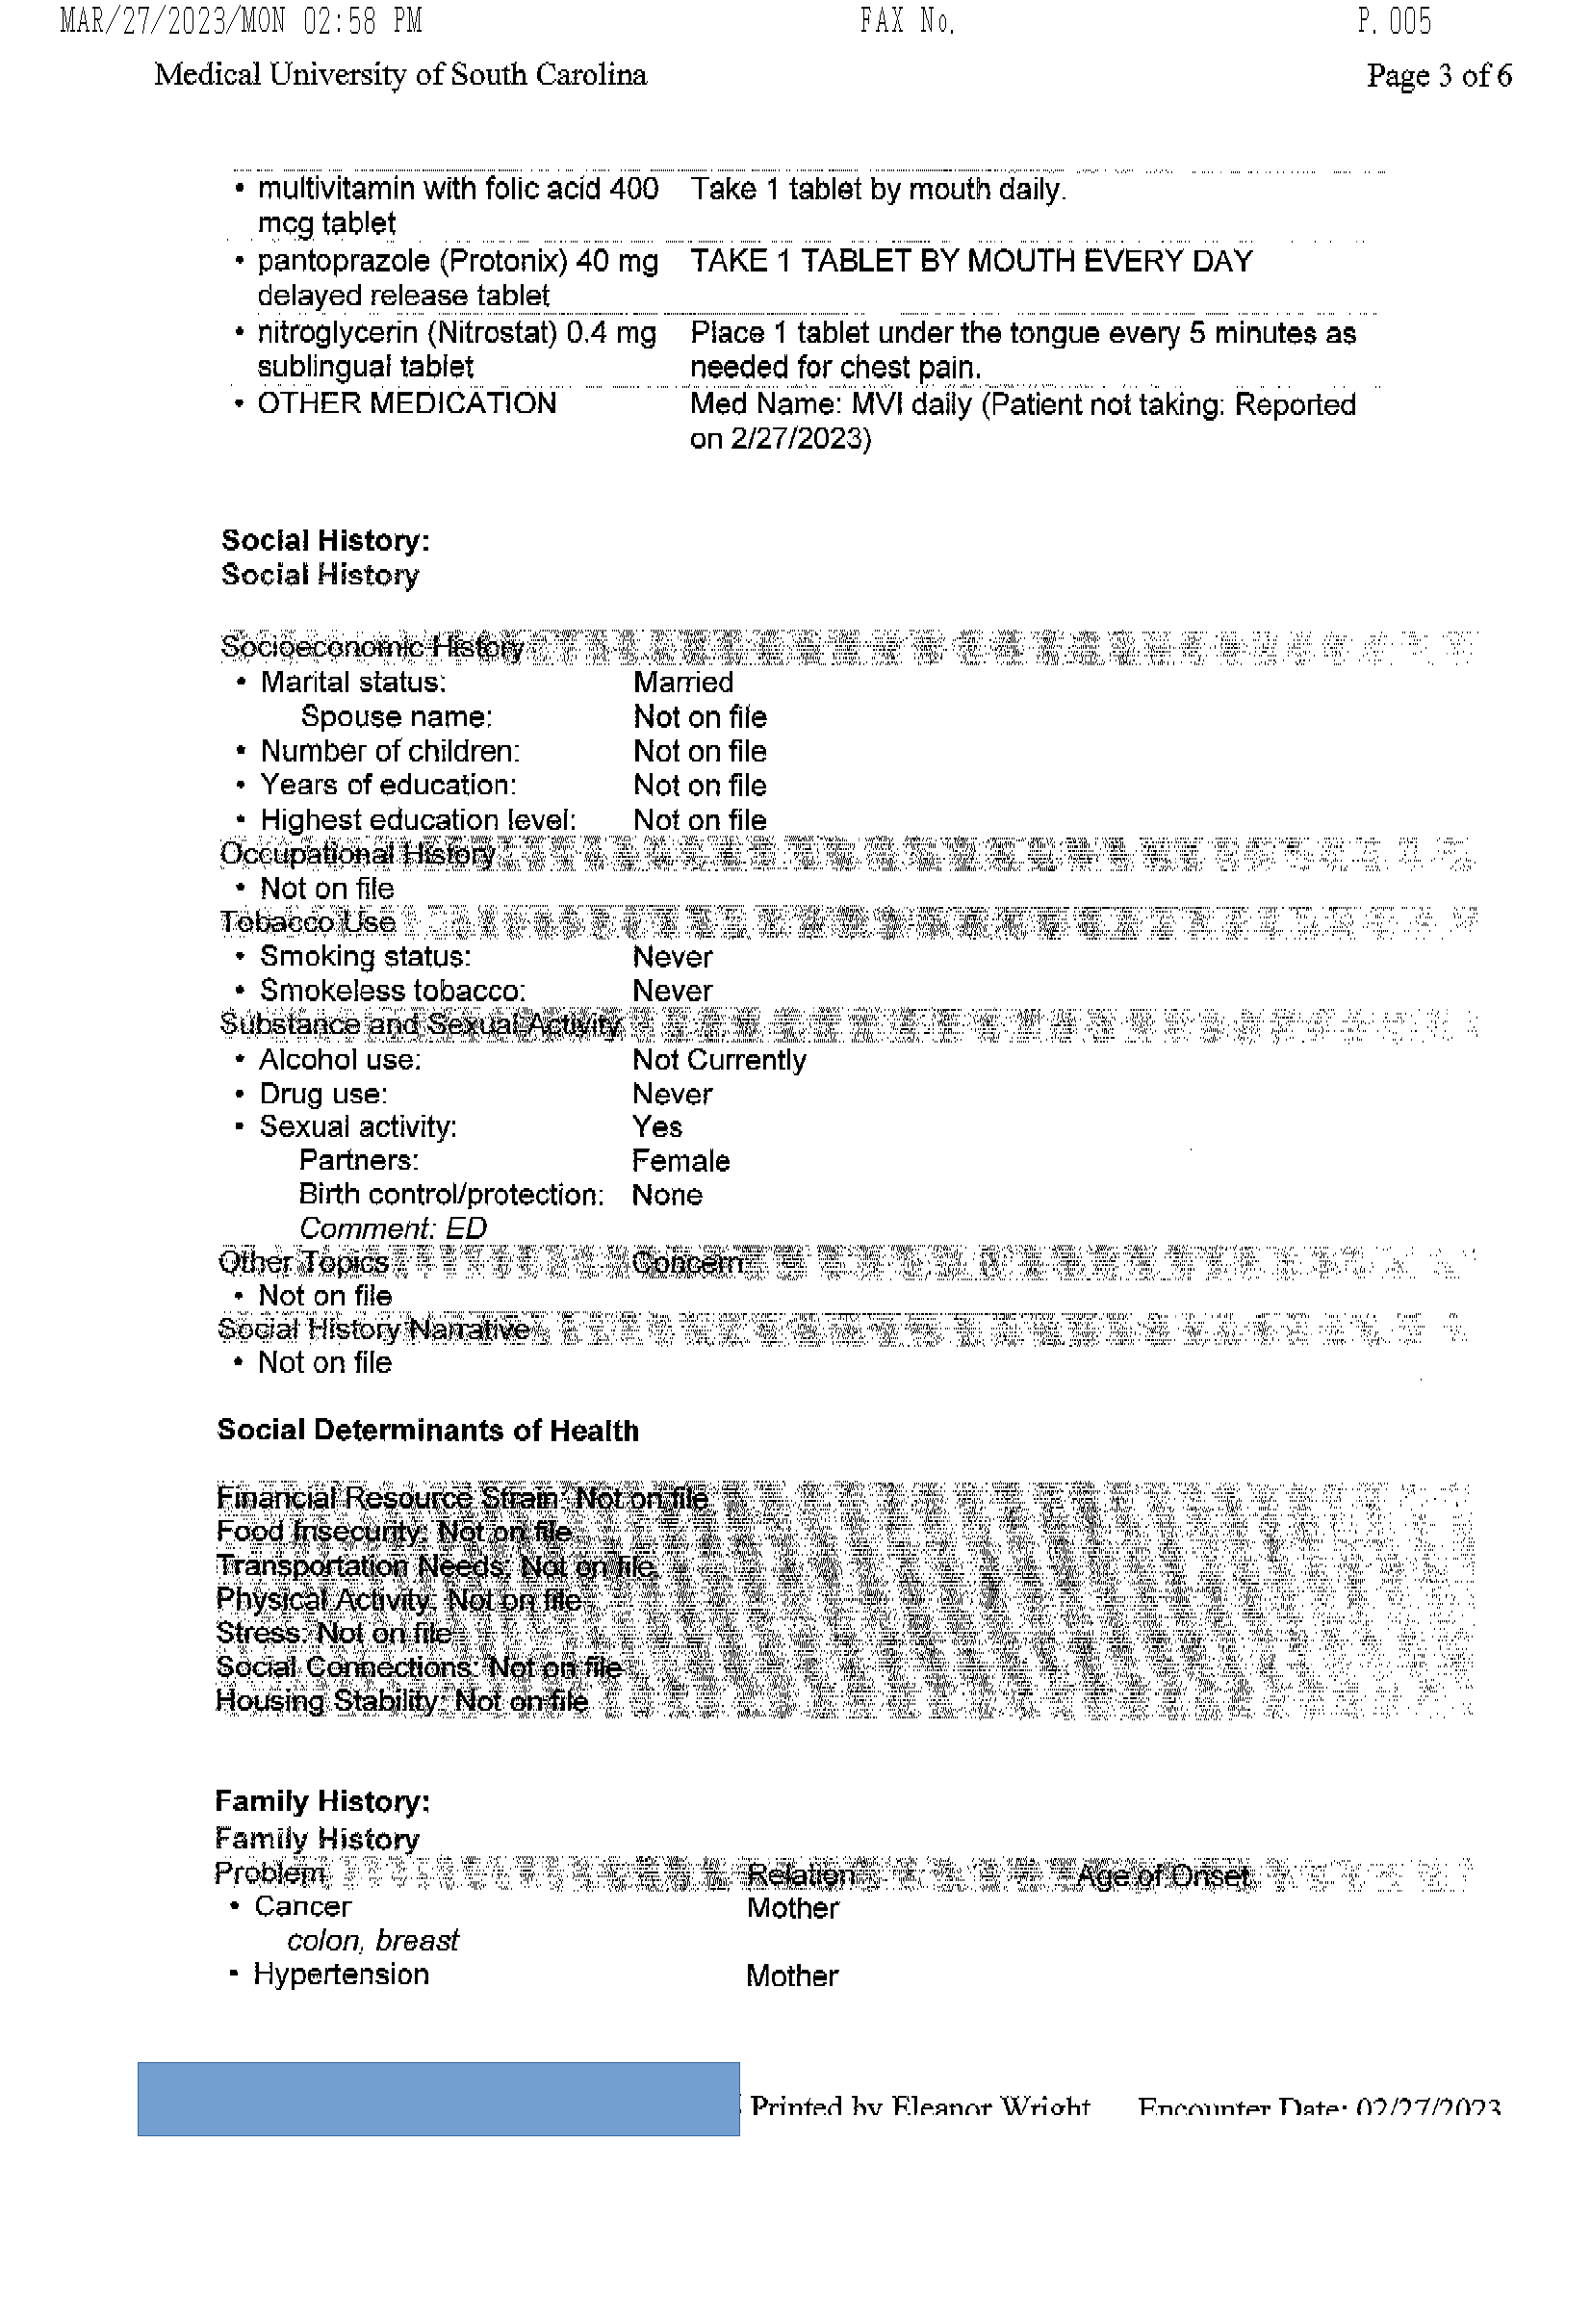 MAR/27/2023/MON 02:58 PM FAX No. P. 005
Medical University of South Carolina Page 3 of 6
• multivitamin with folic acid 400 Take 1 tablet by mouth daily.
mcg tablet
• pantoprazole (Protonix) 40 mg TAKE 1 TABLET BY MOUTH EVERY DAY
delayed release tablet
• nitroglycerin (Nitrostat) 0.4 mg Place 1 tablet under the tongue every 5 minutes as
sublingual tablet needed for chest pain.
• OTHER MEDICATION Med Name: MVI daily (Patient not taking: Reported
on 2/27/2023)
Social History:
Social History
Socioeconomic History
• Marital status: Married
Spouse name: Not on file
• Number of children: Not on file
• Years of education: Not on file
• Highest education level: Not on file
Occupational History
• Not on file
Tobacco Use
• Smoking status: Never
• Smokeless tobacco: Never
Substance and Sexual Activity
• Alcohol use: Not Currently
• Drug use: Never
• Sexual activity: Yes
Partners: Female
Birth control/protection: None
Comment: ED
Other Topics Concern
• Not on file
Social History Narrative
• Not on file
Social Determinants of Health
Financial Resource Strain: Not on file
Food Insecurity: Not on file
Transportation Needs: Not on file
Physical Activity: Not on file
Stress: Not on file
Social Connections: Not on file
Housing Stability: Not on file
Family History:
Family History
Problem Relation Age of Onset
• Cancer Mother
colon, breast
• Hypertension Mother
Printed by Eleanor Wright Encounter Date: 02/27/2023